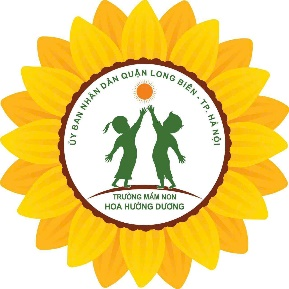 ỦY BAN NHÂN DÂN QUẬN LONG BIÊN - TP. HÀ NỘI
TRƯỜNG MẦM NON
HOA HƯỚNG DƯƠNG